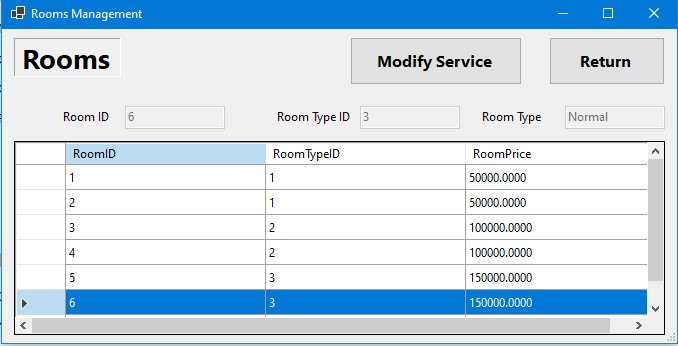 Rooms Management
Rooms
Modify Service
Return
Room ID 6 Room Type ID 3 Room Type Normal
RoomID RoomTypeID RoomPrice
1 1 50000.0000
2 1 50000.0000
3 2 100000.0000
4 2 100000.0000
5 3 150000.0000
6 3 150000.0000